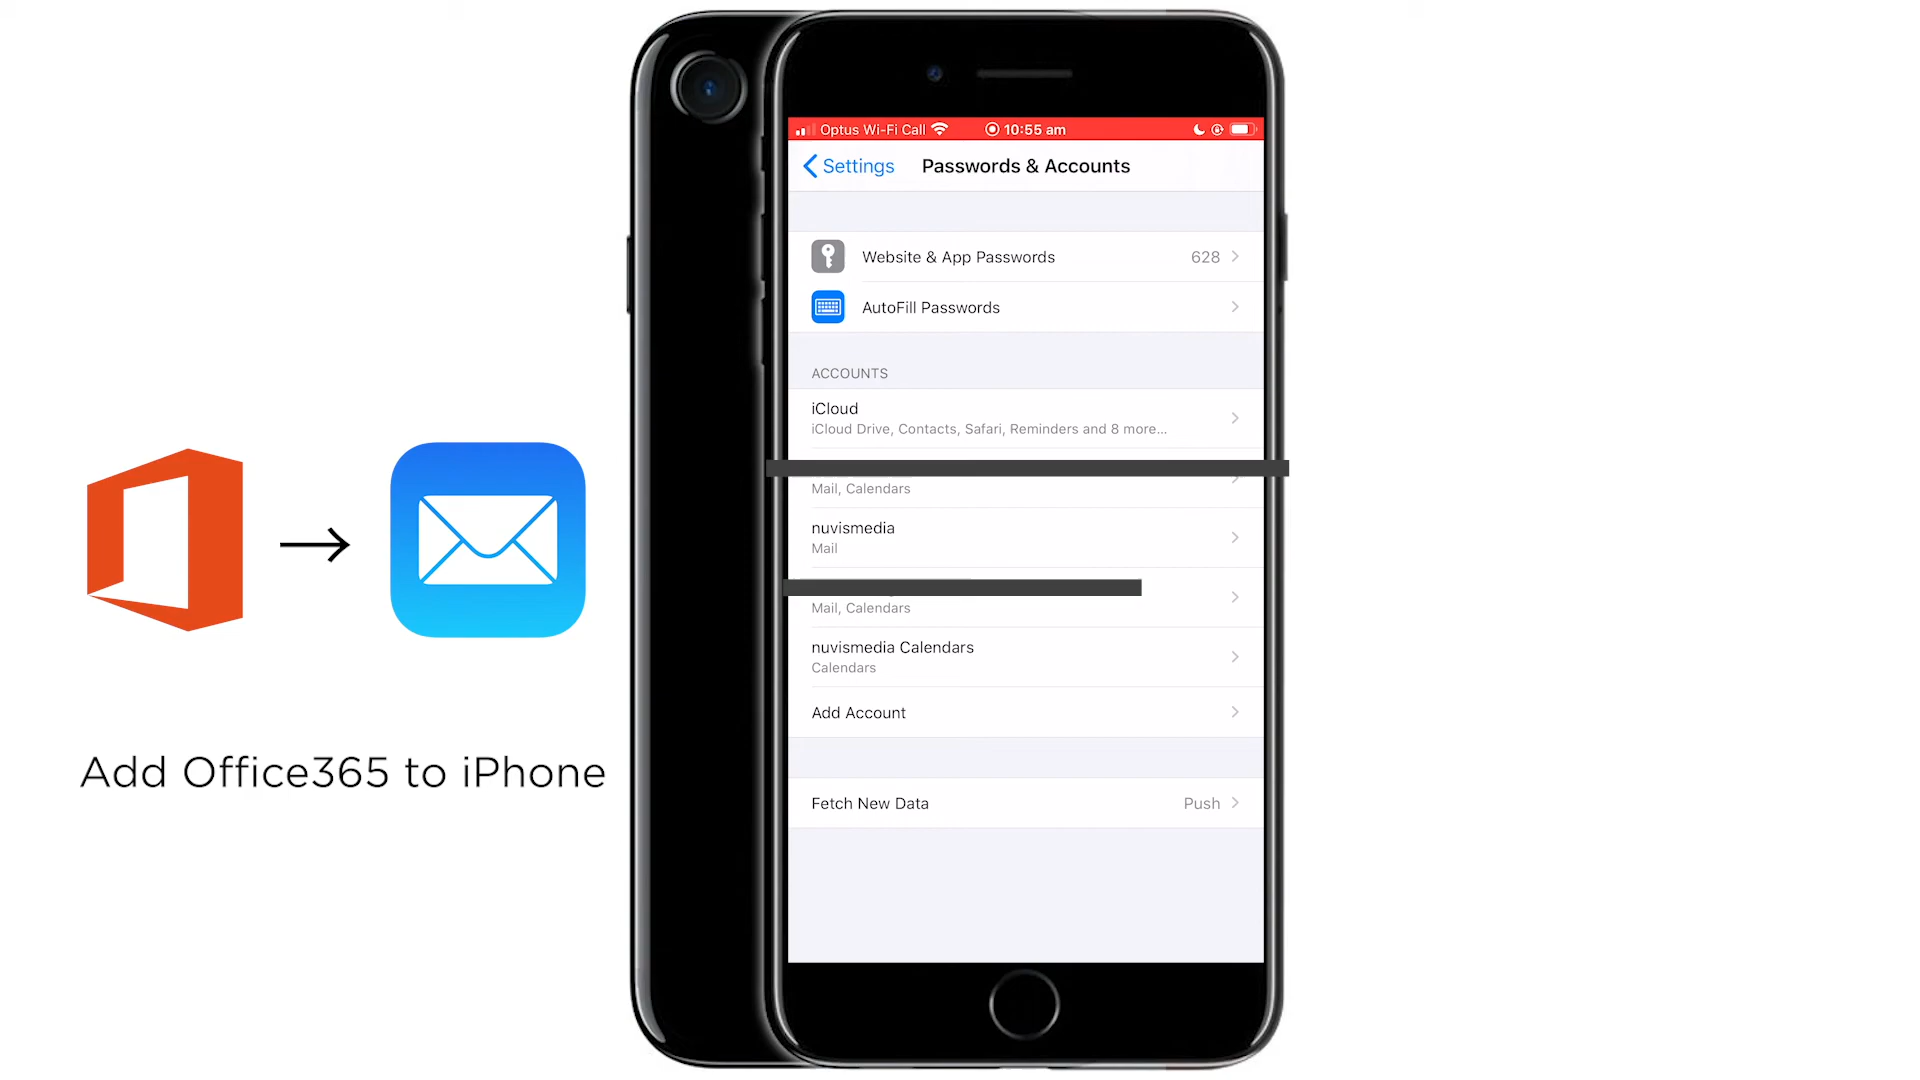 Optus Wi-Fi Call
10:55 am
Settings
Passwords & Accounts
Website & App Passwords 628
AutoFill Passwords
ACCOUNTS
iCloud
iCloud Drive, Contacts, Safari, Reminders and 8 more...
Mail, Calendars
nuvismedia
Mail
Mail, Calendars
nuvismedia Calendars
Calendars
Add Account
Fetch New Data Push
Add Office365 to iPhone